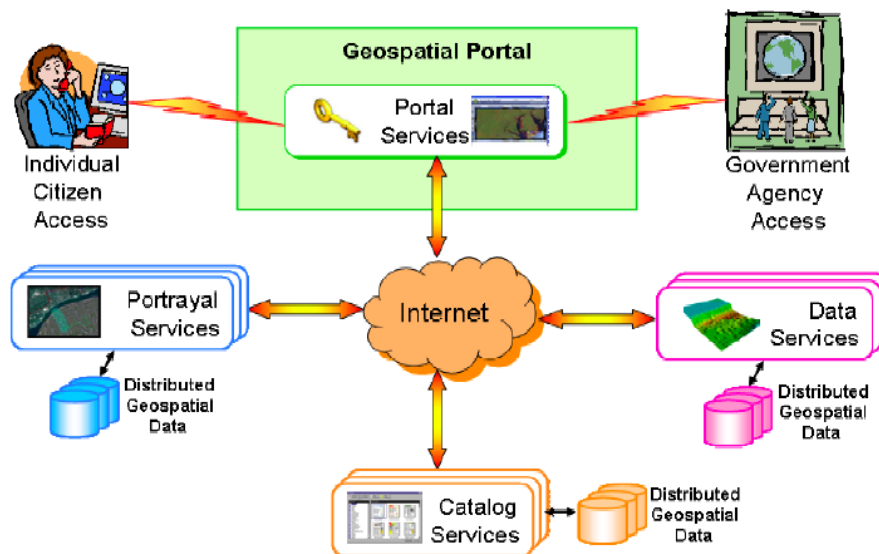 Geospatial Portal
Portal
Services
Individual
Citizen
Access
Government
Agency
Access
Portrayal
Services
Internet
Data
Services
Distributed
Geospatial
Data
Distributed
Geospatial
Data
Catalog
Services
Distributed
Geospatial
Data